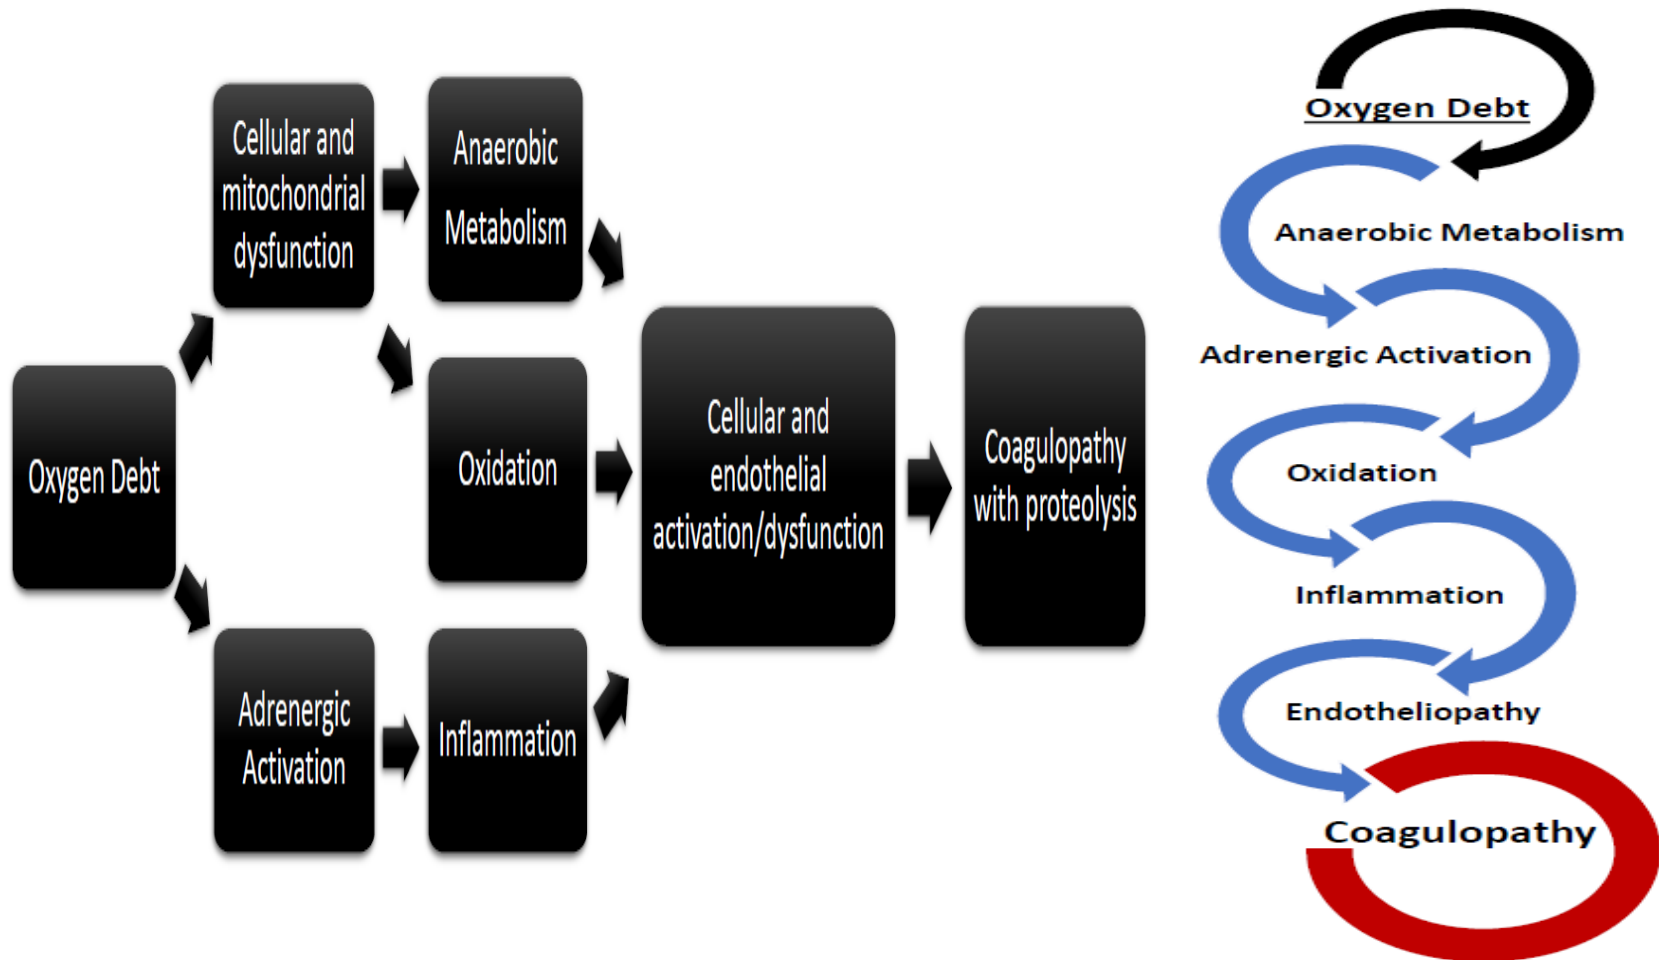 Oxygen Debt
Cellular and
mitochondrial
dysfunction
Anaerobic
Metabolism
Oxidation
Adrenergic
Activation
Inflammation
Cellular and
endothelial
activation/dysfunction
Coagulopathy
with proteolysis
Oxygen Debt
Anaerobic Metabolism
Adrenergic Activation
Oxidation
Inflammation
Endotheliopathy
Coagulopathy